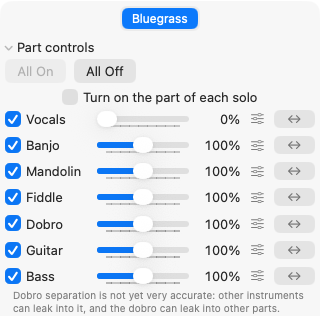 Bluegrass
Part controls
All On All Off
Turn on the part of each solo
Vocals 0%
Banjo 100%
Mandolin 100%
Fiddle 100%
Dobro 100%
Guitar 100%
Bass 100%
Dobro separation is not yet very accurate: other instruments
can leak into it, and the dobro can leak into other parts.